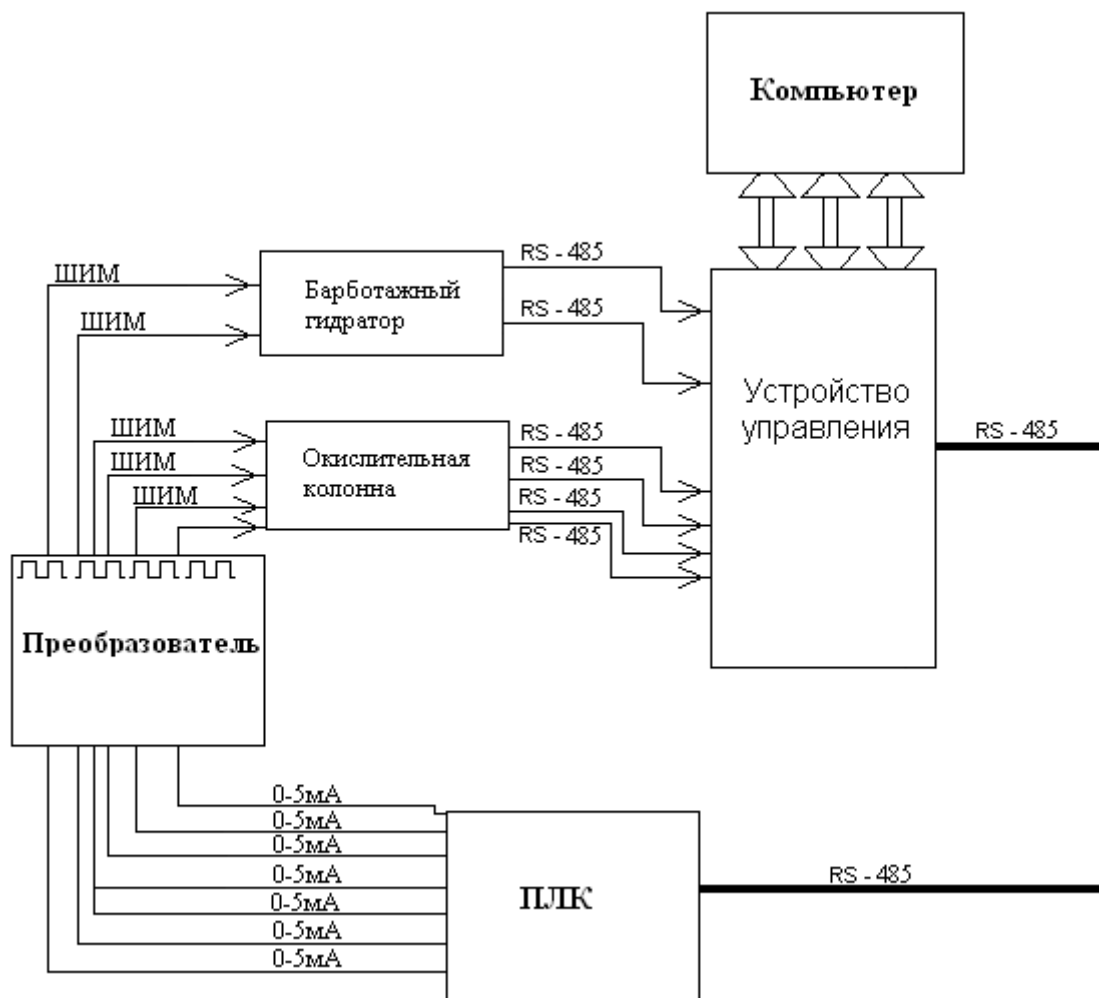 Компьютер
RS - 485
ШИМ
Барботажный
гидратор
RS - 485
ШИМ
Устройство
управления
RS - 485
ШИМ
RS - 485
ШИМ
Окислительная
колонна
RS - 485
ШИМ
RS - 485
RS - 485
Преобразователь
0-5мА
0-5мА
0-5мА
0-5мА
0-5мА
0-5мА
0-5мА
ПЛК
RS - 485